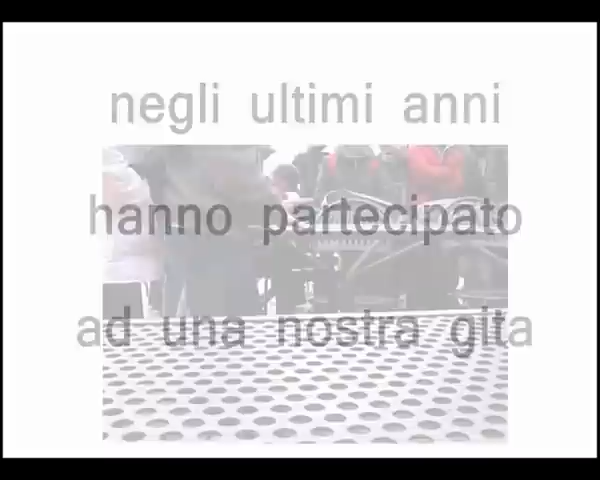 negli ultimi anni
hanno partecipato
ad una nostra gita